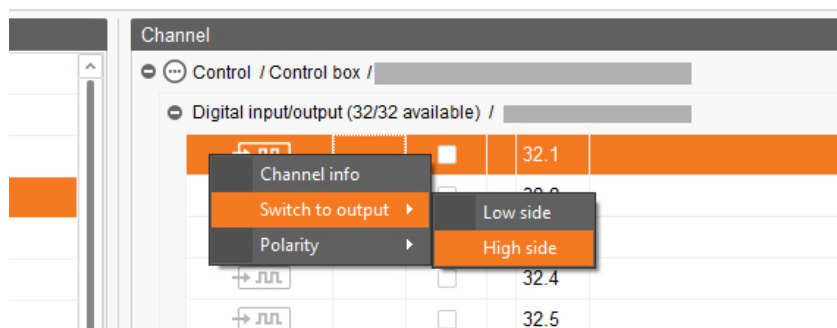 Channel
Control / Control box /
Digital input/output (32/32 available) /
32.1
Channel info
Switch to output
Low side
Polarity
High side
32.4
32.5